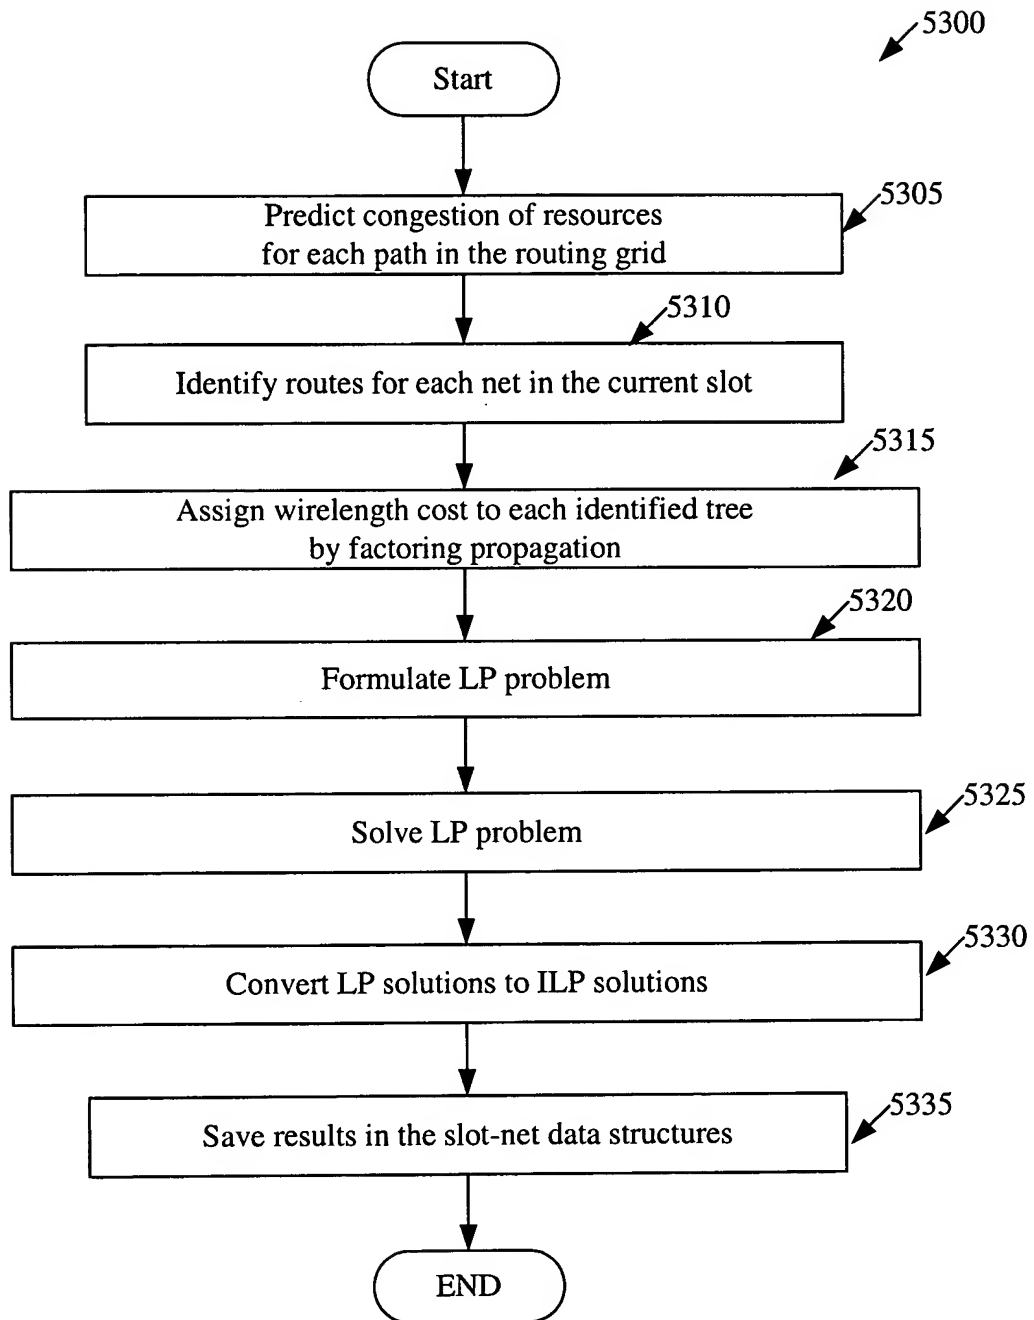 5300
Start
5305
Predict congestion of resources
for each path in the routing grid
5310
Identify routes for each net in the current slot
5315
Assign wirelength cost to each identified tree
by factoring propagation
5320
Formulate LP problem
5325
Solve LP problem
5330
Convert LP solutions to ILP solutions
5335
Save results in the slot-net data structures
END